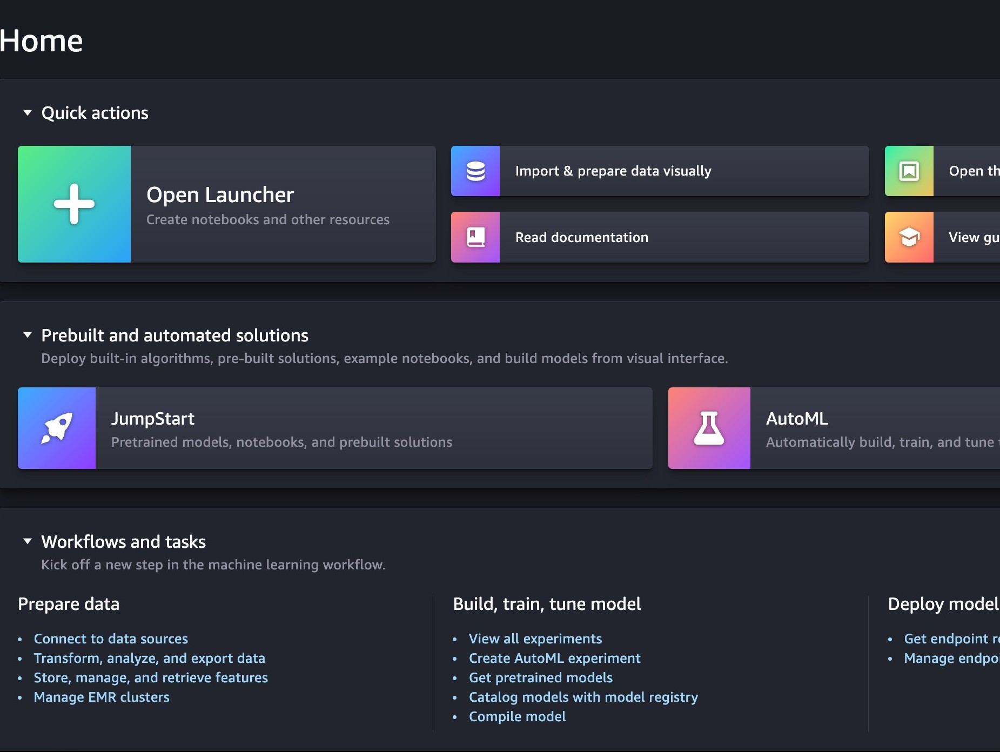 Home
Quick actions
Open Launcher
Create notebooks and other resources
Import & prepare data visually
Read documentation
Open th
View gu
Prebuilt and automated solutions
Deploy built-in algorithms, pre-built solutions, example notebooks, and build models from visual interface.
JumpStart
Pretrained models, notebooks, and prebuilt solutions
AutoML
Automatically build, train, and tune
Workflows and tasks
Kick off a new step in the machine learning workflow.
Prepare data
Connect to data sources
Transform, analyze, and export data
Store, manage, and retrieve features
Manage EMR clusters
Build, train, tune model
View all experiments
Create AutoML experiment
Get pretrained models
Catalog models with model registry
Compile model
Deploy model
Get endpoint re
Manage endpoi